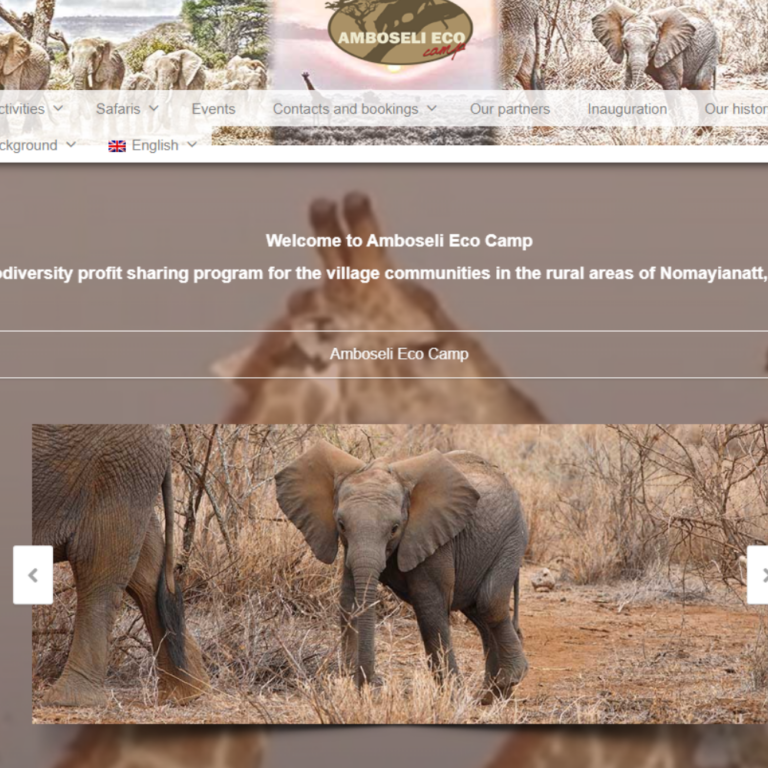 AMBOSELI ECO
camp
ctivities Safaris Events Contacts and bookings Our partners Inauguration Our histor
ckground English
Welcome to Amboseli Eco Camp
odiversity profit sharing program for the village communities in the rural areas of Nomayianatt,
Amboseli Eco Camp